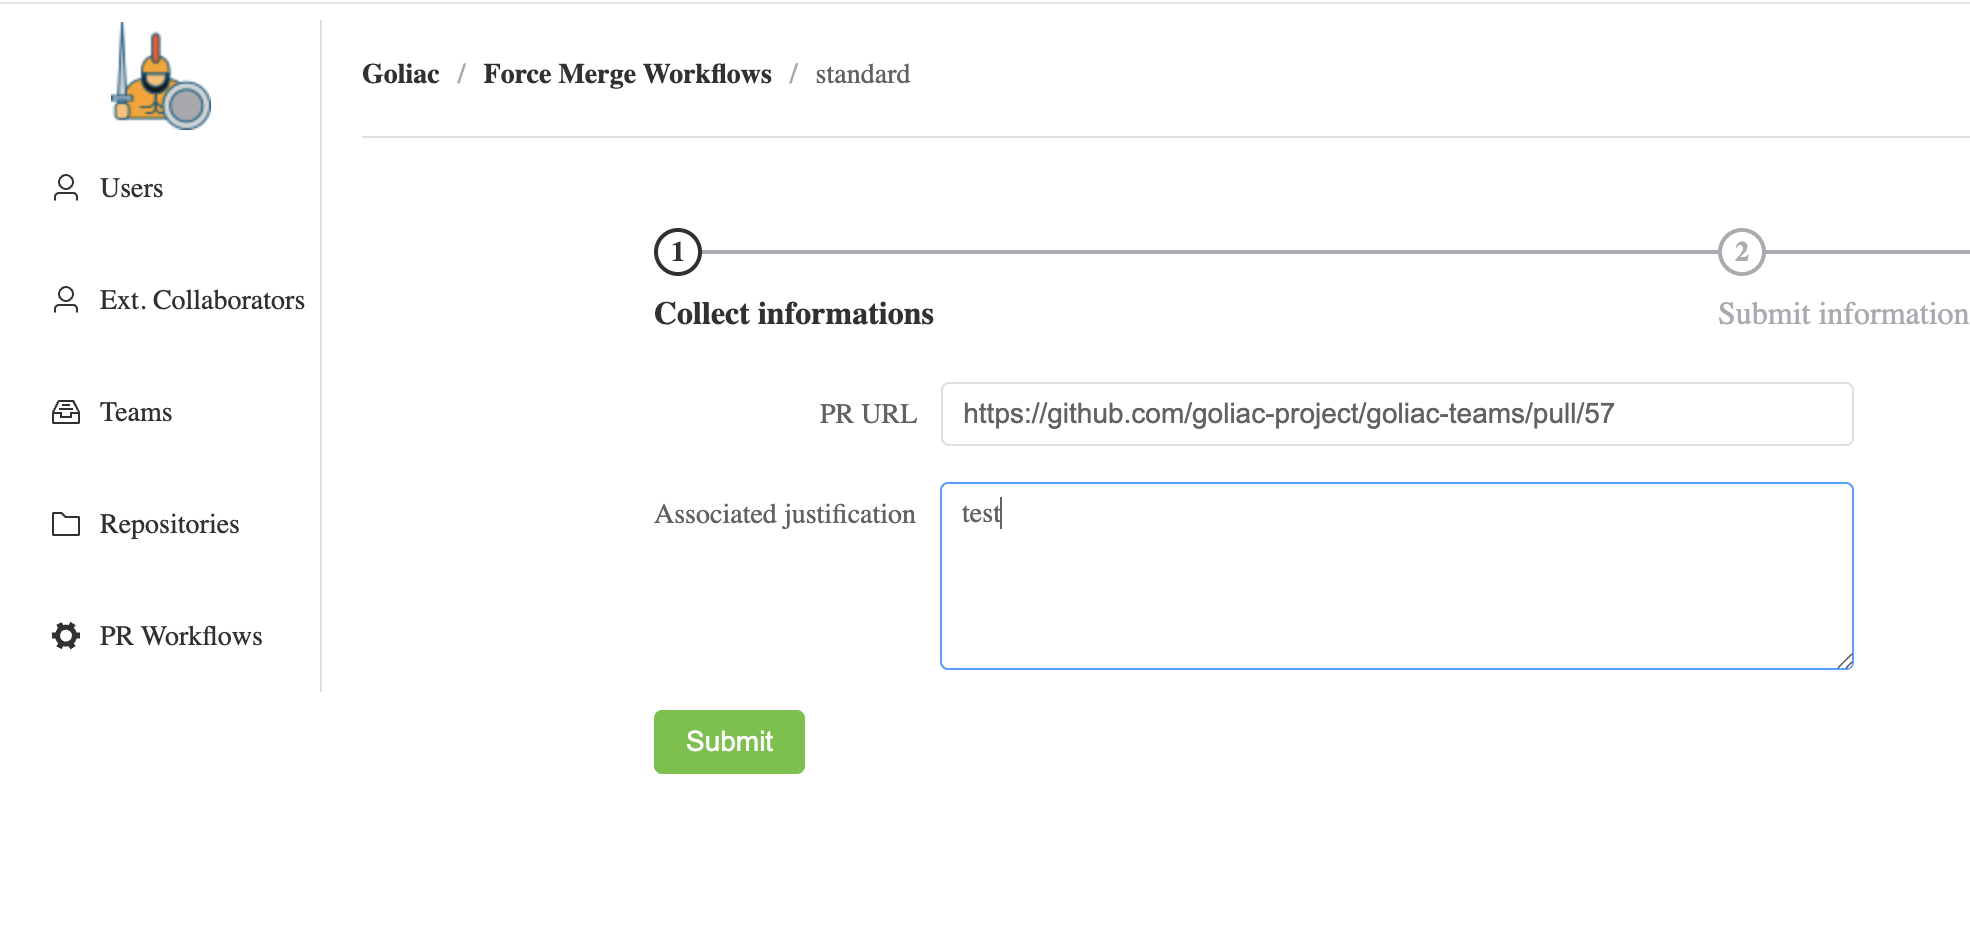 Goliac / Force Merge Workflows / standard
Users
Ext. Collaborators
Teams
Repositories
PR Workflows
1
2
Collect informations
Submit information
PR URL
https://github.com/goliac-project/goliac-teams/pull/57
Associated justification
test
Submit